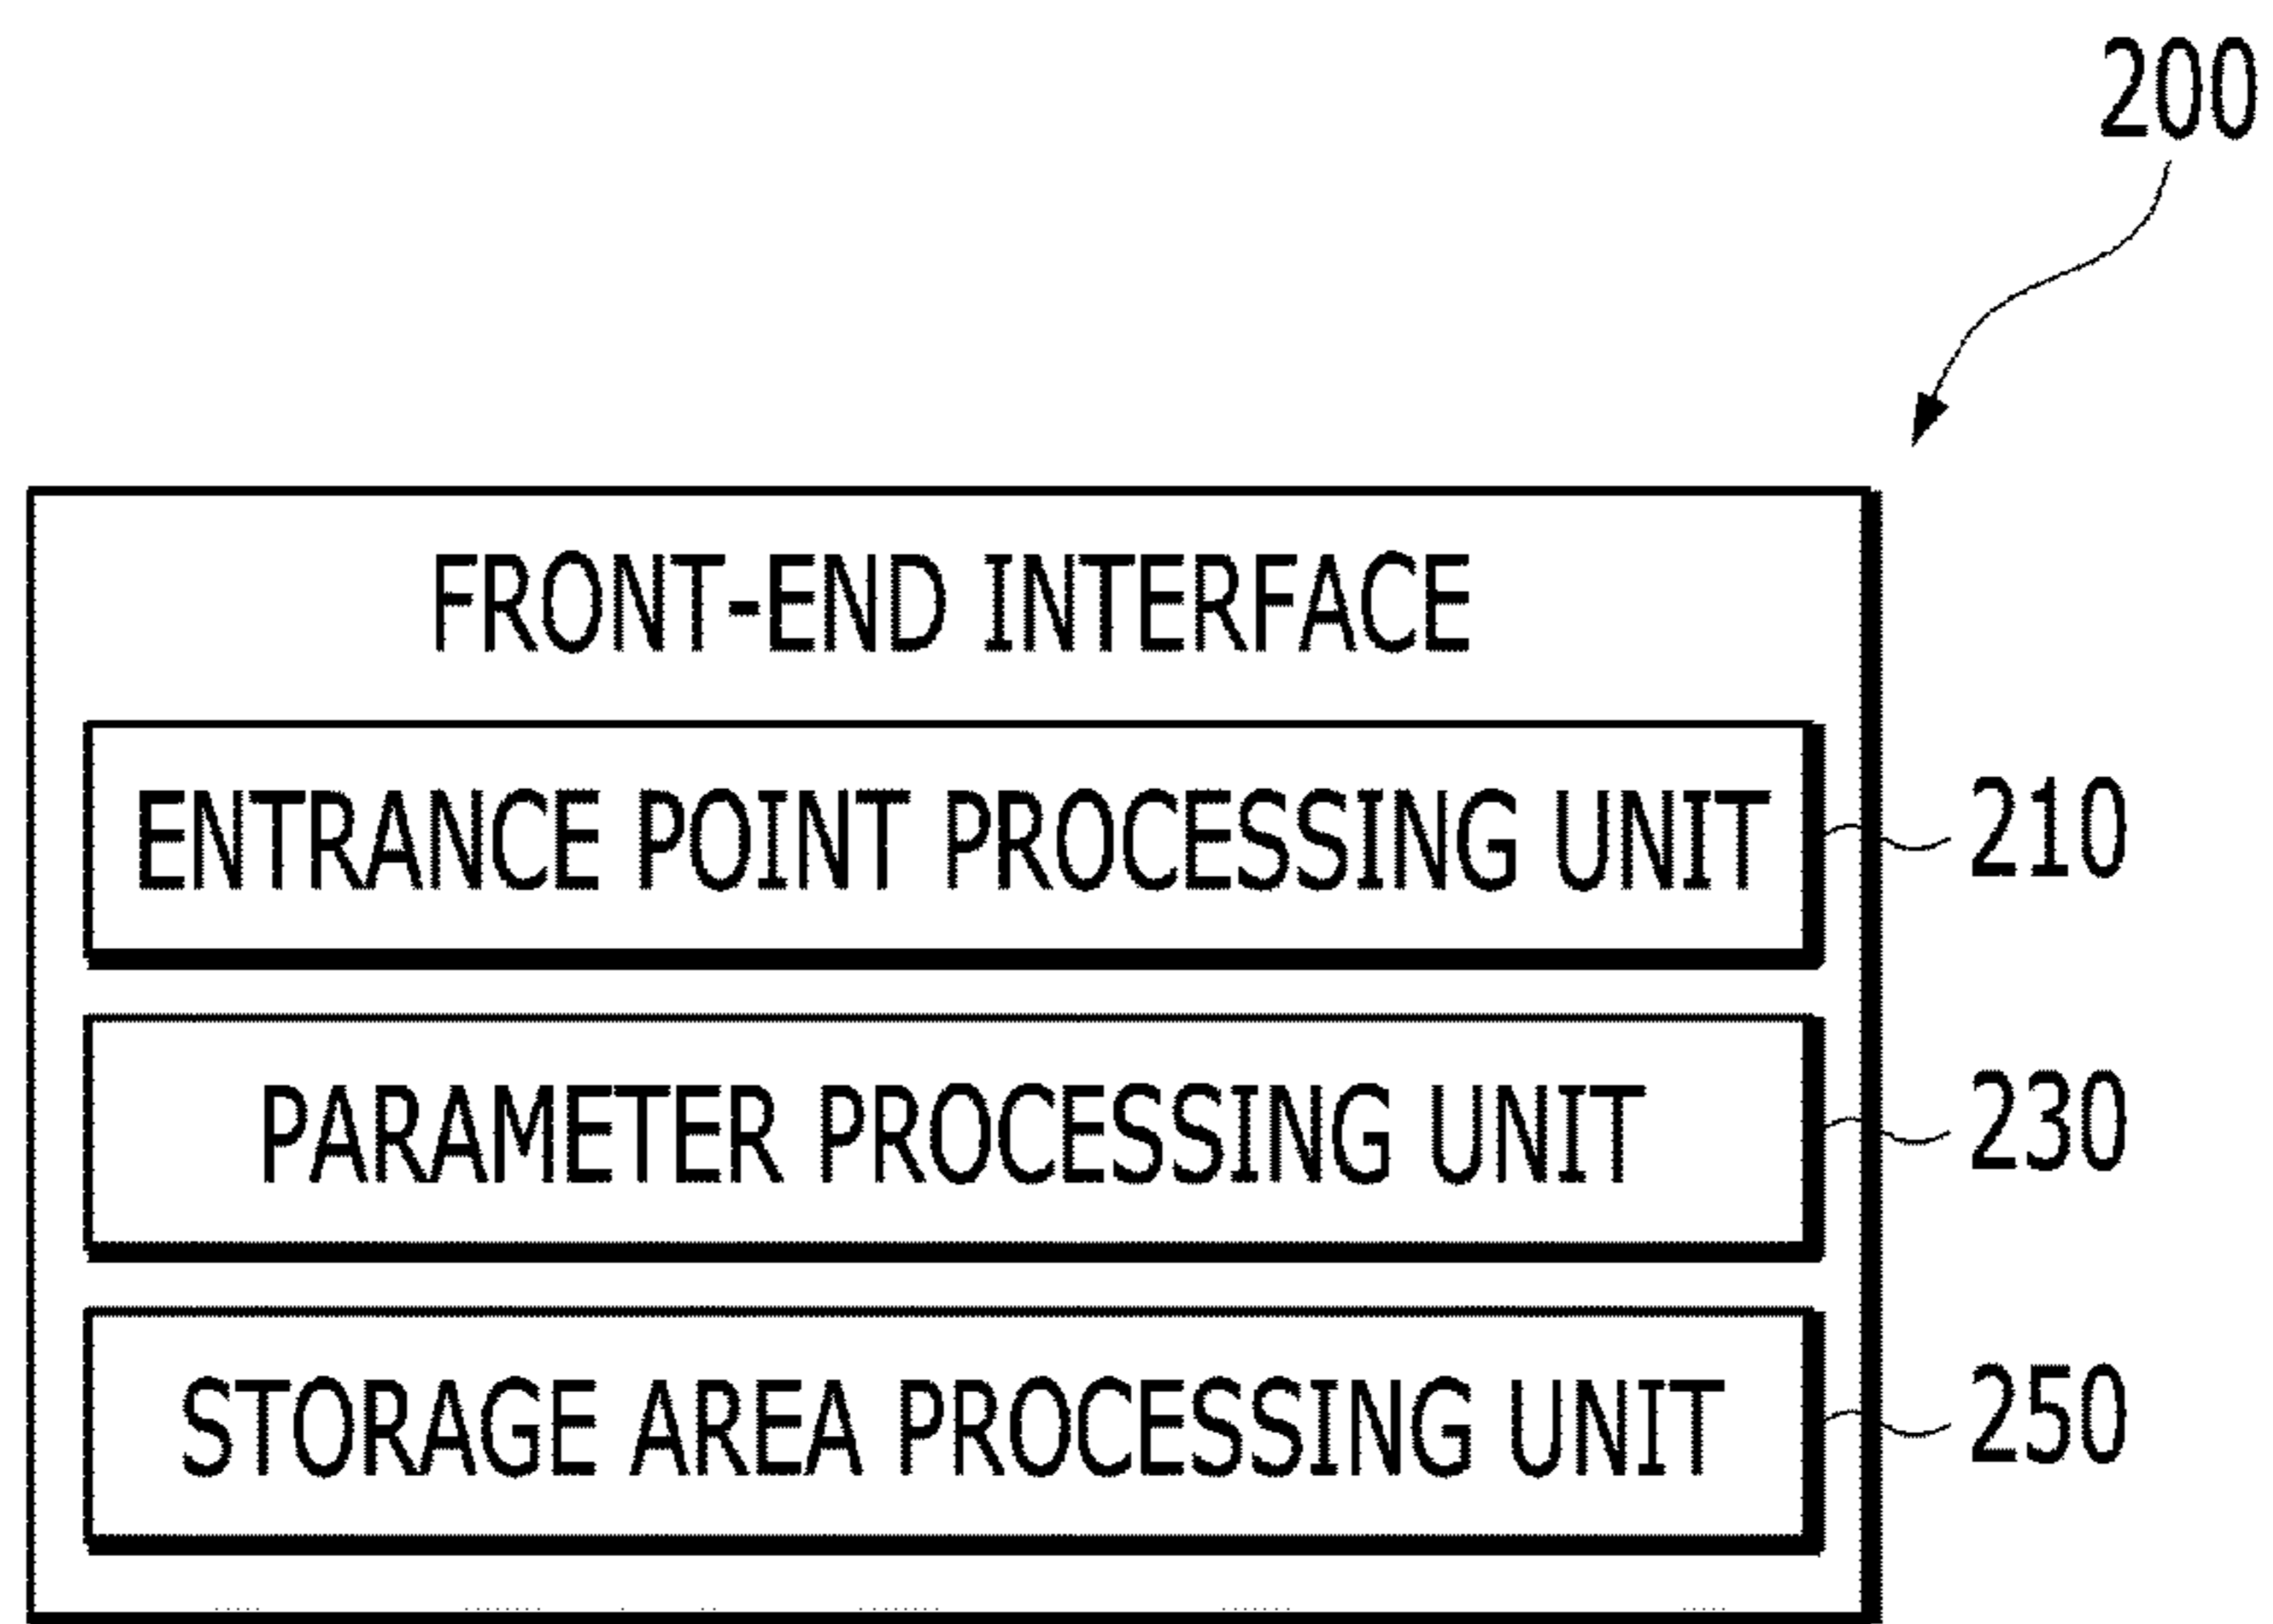 200
FRONT-END INTERFACE
ENTRANCE POINT PROCESSING UNIT 210
PARAMETER PROCESSING UNIT 230
STORAGE AREA PROCESSING UNIT 250